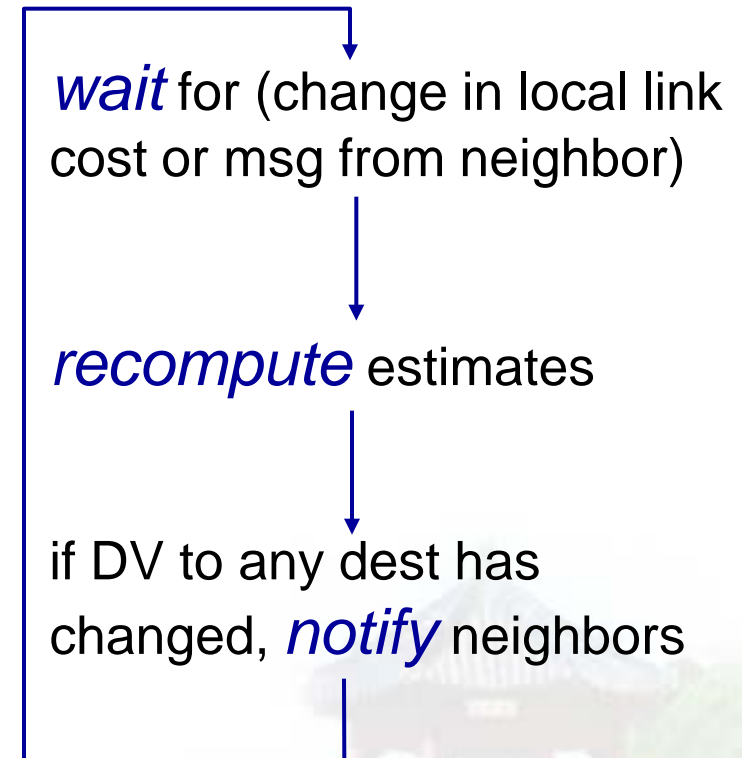 wait for (change in local link
cost or msg from neighbor)
recompute estimates
if DV to any dest has
changed, notify neighbors